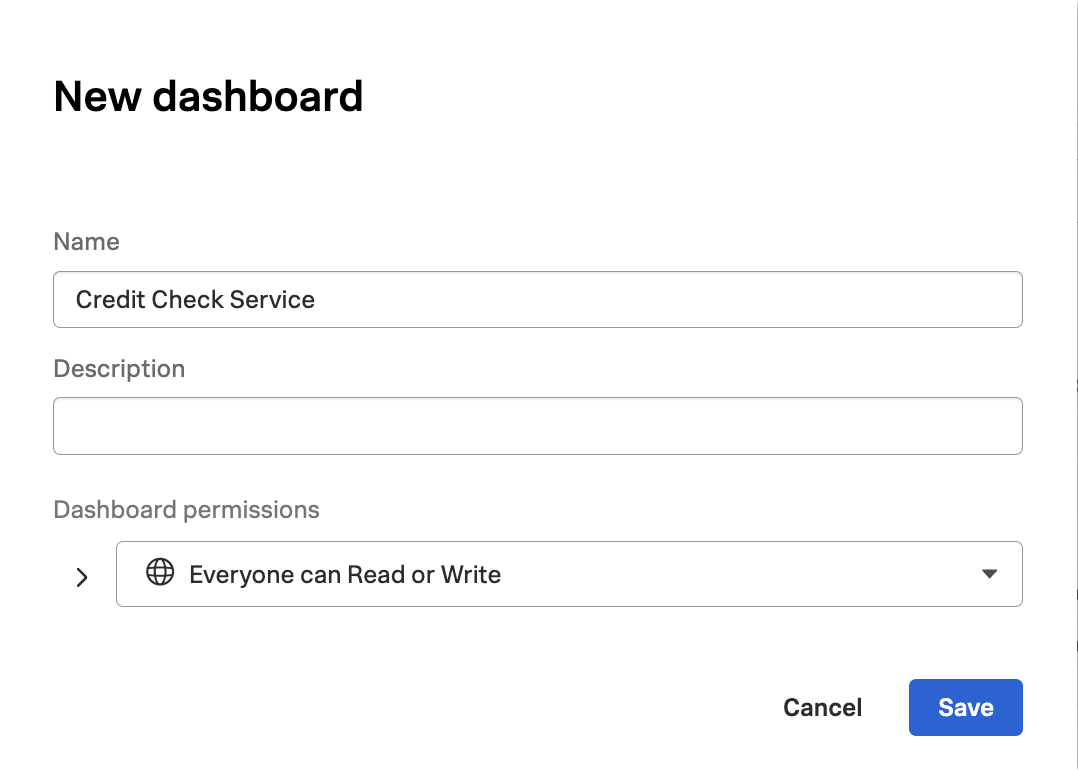 New dashboard
Name
Credit Check Service
Description
Dashboard permissions
Everyone can Read or Write
Cancel
Save